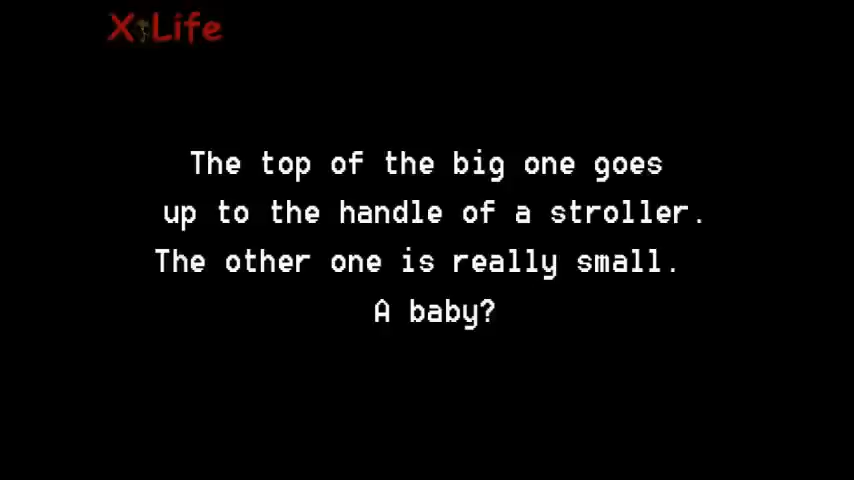 X Life
The top of the big one goes
up to the handle of a stroller.
The other one is really small.
A baby?